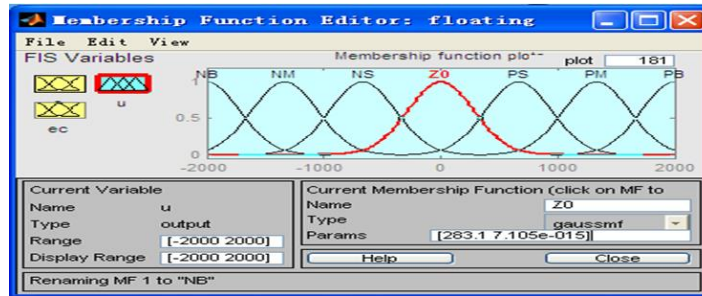 Membership Function Editor: floating
File Edit View
FIS Variables
Membership function plo
plot 181
NB NM NS Z0 PS PM PB
1
0.5
0
-2000 -1000 0 1000 2000
u
ec
Current Variable
Name u
Type output
Range [-2000 2000]
Display Range [-2000 2000]
Current Membership Function (click on MF to
Name Z0
Type gaussmf
Params [283.1 7.105e-015]
Help Close
Renaming MF 1 to "NB"